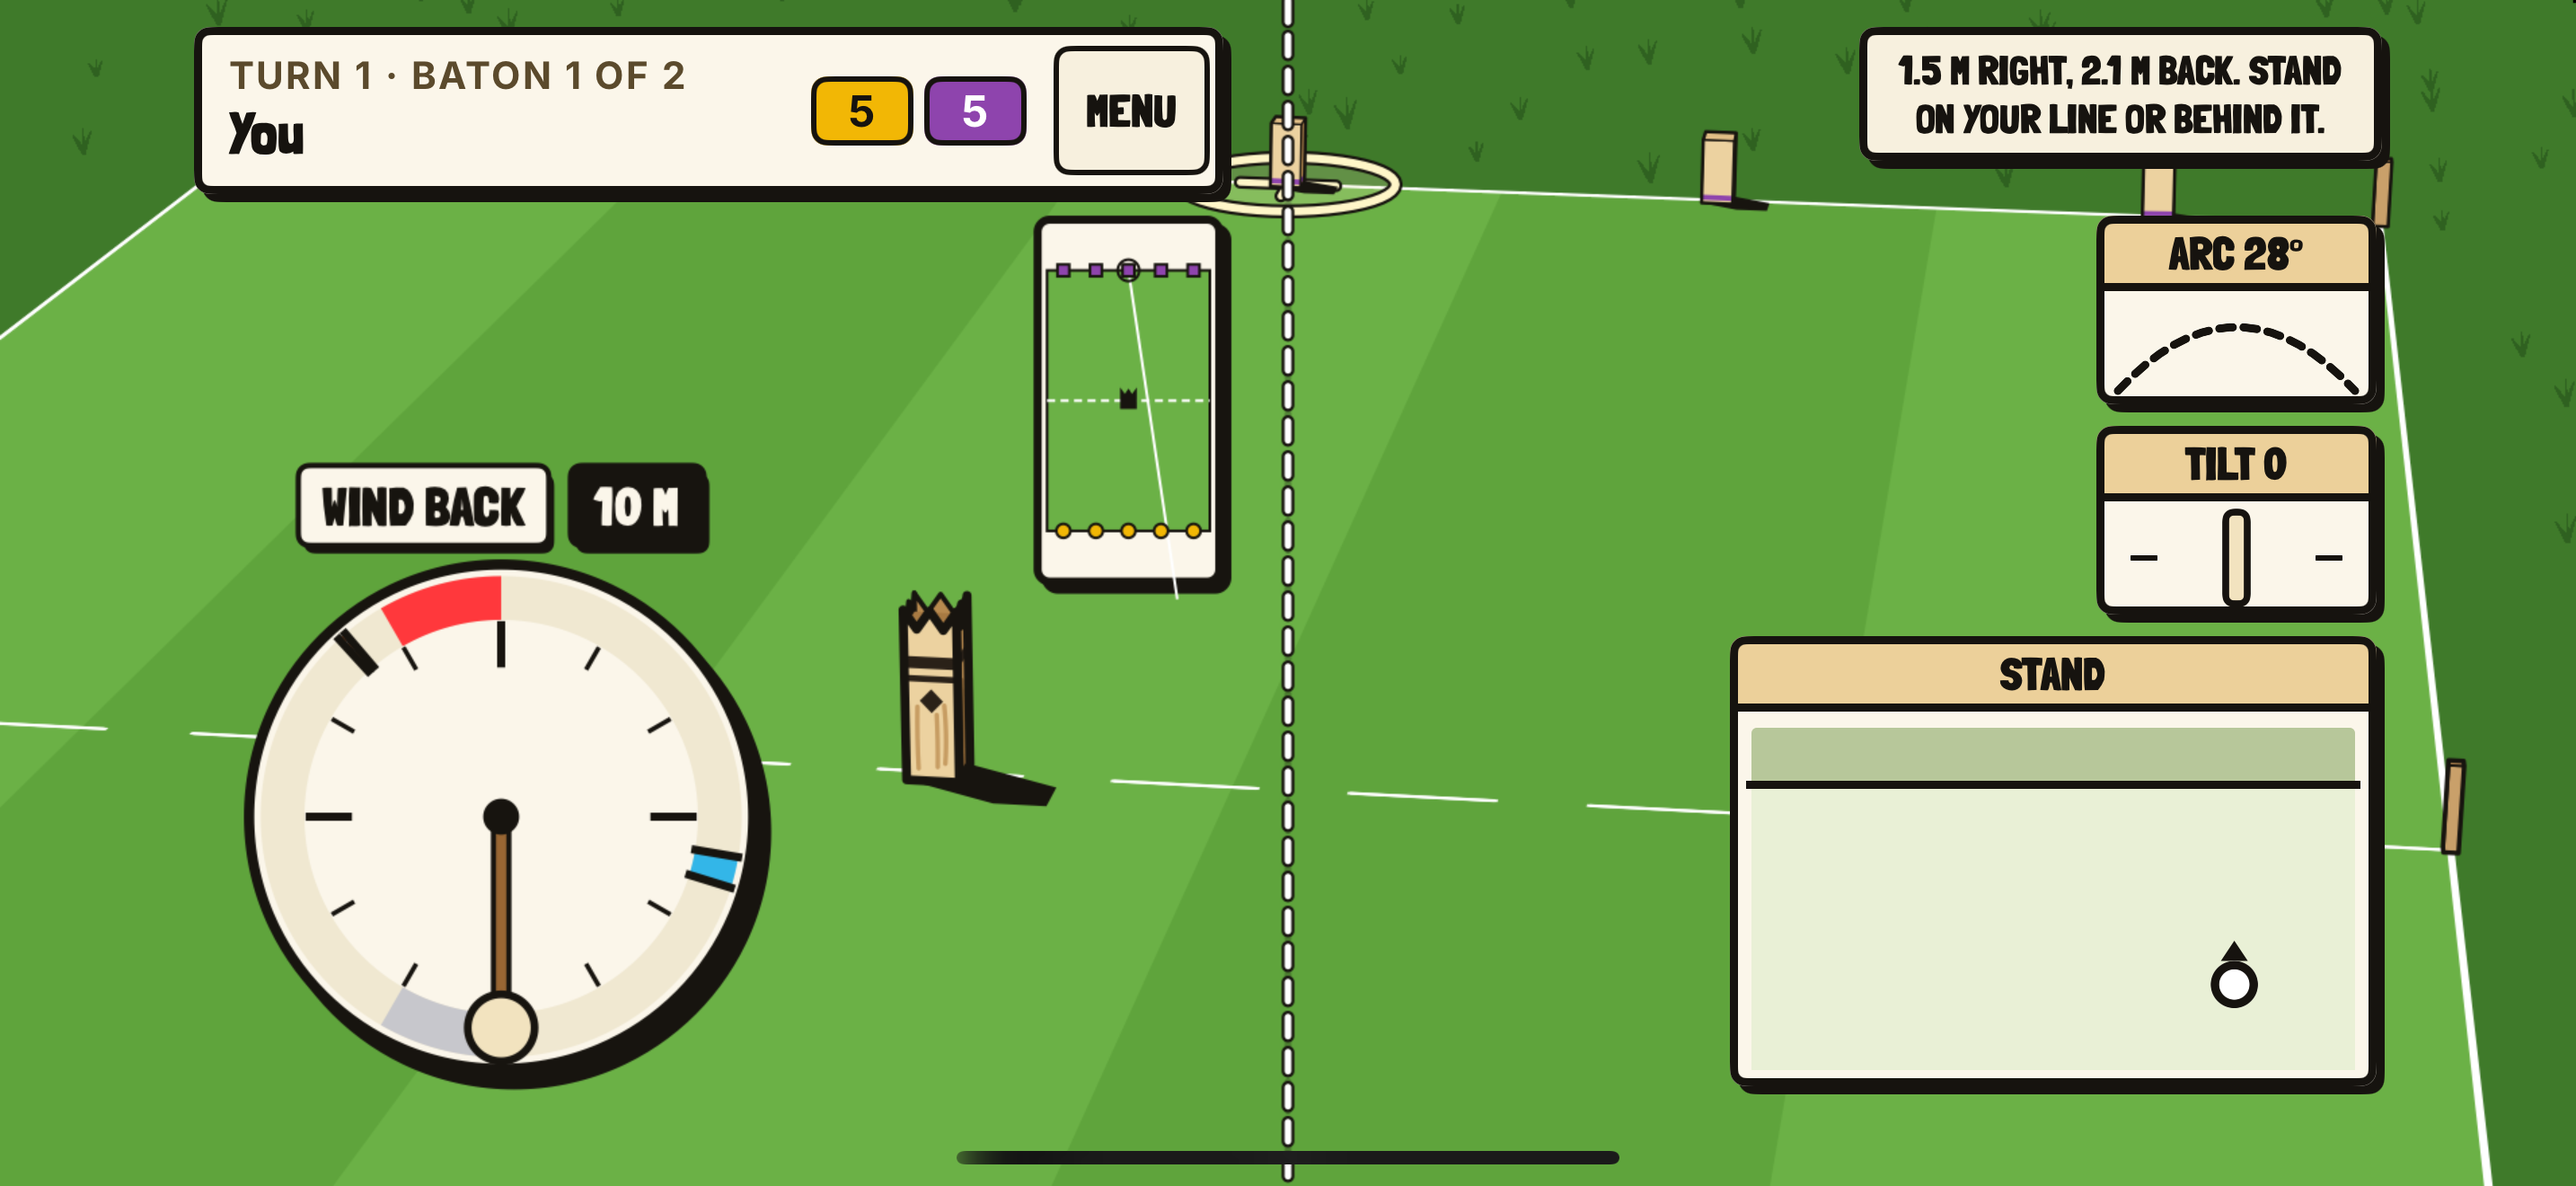 TURN 1 · BATON 1 OF 2
You
5
5
MENU
1.5 M RIGHT, 2.1 M BACK. STAND
ON YOUR LINE OR BEHIND IT.
ARC 28°
TILT 0
WIND BACK
10 M
STAND